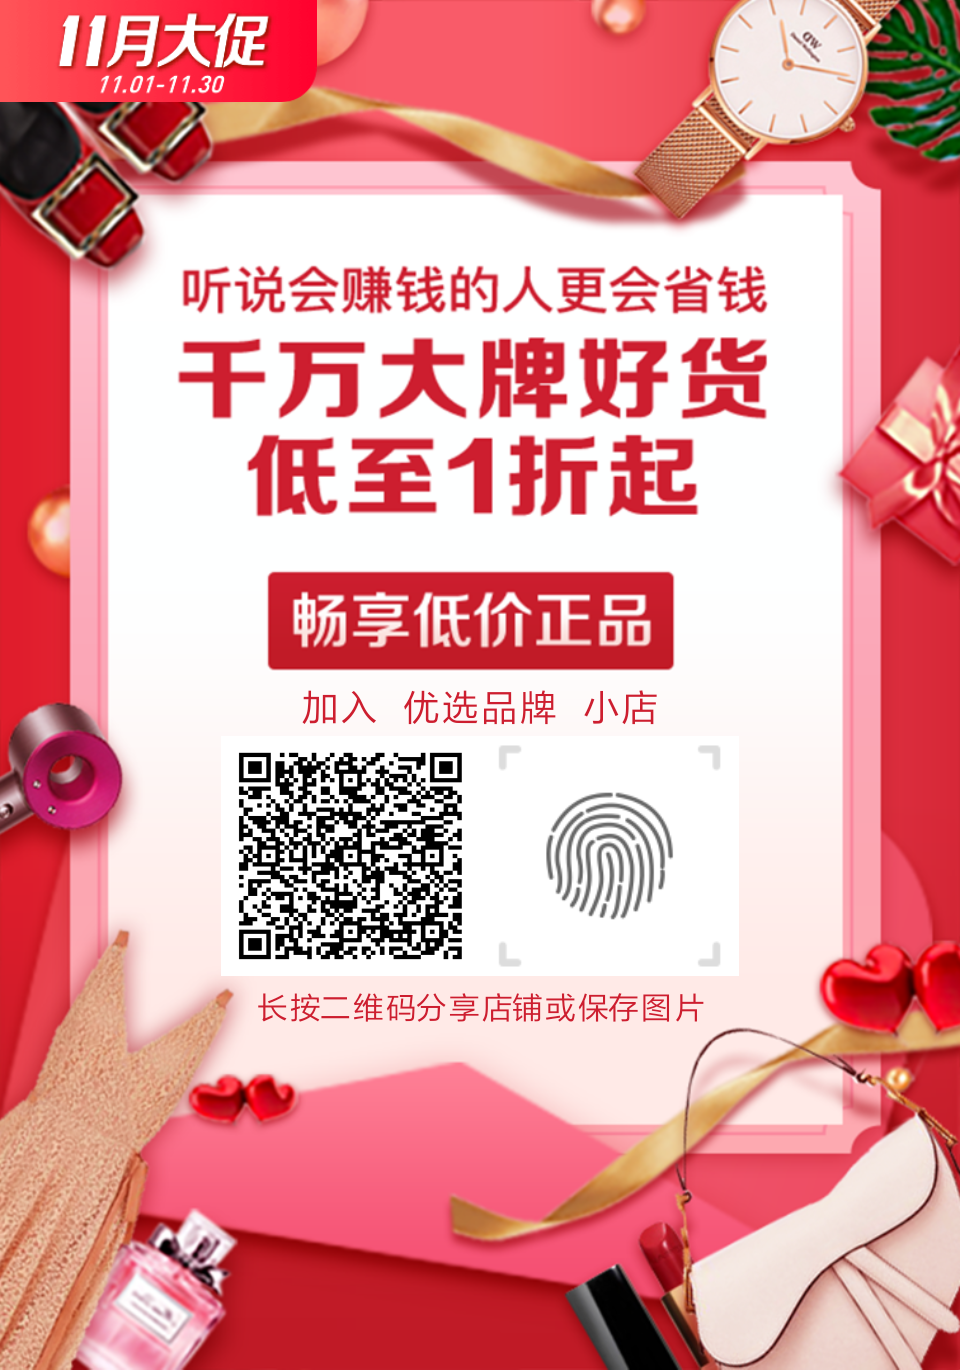 11月大促
11.01-11.30
DW
Daniel Wellington
听说会赚钱的人更会省钱
千万大牌好货
低至1折起
畅享低价正品
加入 优选品牌 小店
长按二维码分享店铺或保存图片